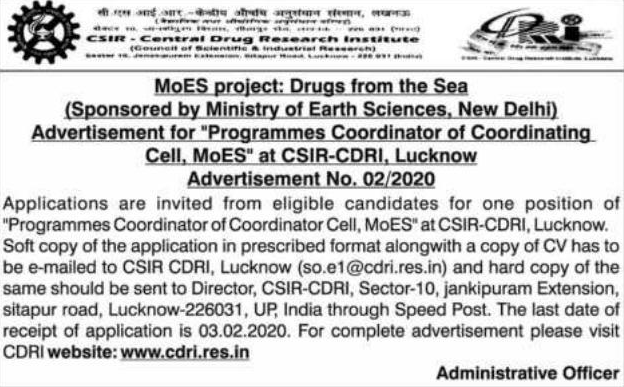 सी.एस.आई.आर.-केन्द्रीय औषधि अनुसंधान संस्थान, लखनऊ
(वैज्ञानिक तथा औद्योगिक अनुसंधान परिषद)
CSIR - Central Drug Research Institute
(Council of Scientific & Industrial Research)
Sector 10, Jankipuram Extension, Sitapur Road, Lucknow - 226 031 (India)
MoES project: Drugs from the Sea
(Sponsored by Ministry of Earth Sciences, New Delhi)
Advertisement for "Programmes Coordinator of Coordinating
Cell, MoES" at CSIR-CDRI, Lucknow
Advertisement No. 02/2020
Applications are invited from eligible candidates for one position of
"Programmes Coordinator of Coordinator Cell, MoES" at CSIR-CDRI, Lucknow.
Soft copy of the application in prescribed format alongwith a copy of CV has to
be e-mailed to CSIR CDRI, Lucknow (so.e1@cdri.res.in) and hard copy of the
same should be sent to Director, CSIR-CDRI, Sector-10, jankipuram Extension,
sitapur road, Lucknow-226031, UP, India through Speed Post. The last date of
receipt of application is 03.02.2020. For complete advertisement please visit
CDRI website: www.cdri.res.in
Administrative Officer